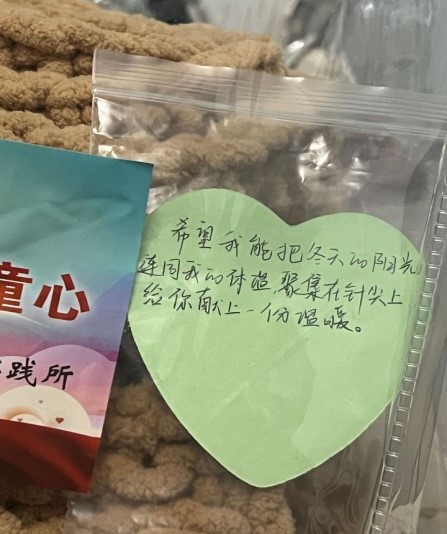 希望我能把冬天的阳光
连同我的体温聚集在针尖上
给你献上一份温暖。
童心
践所